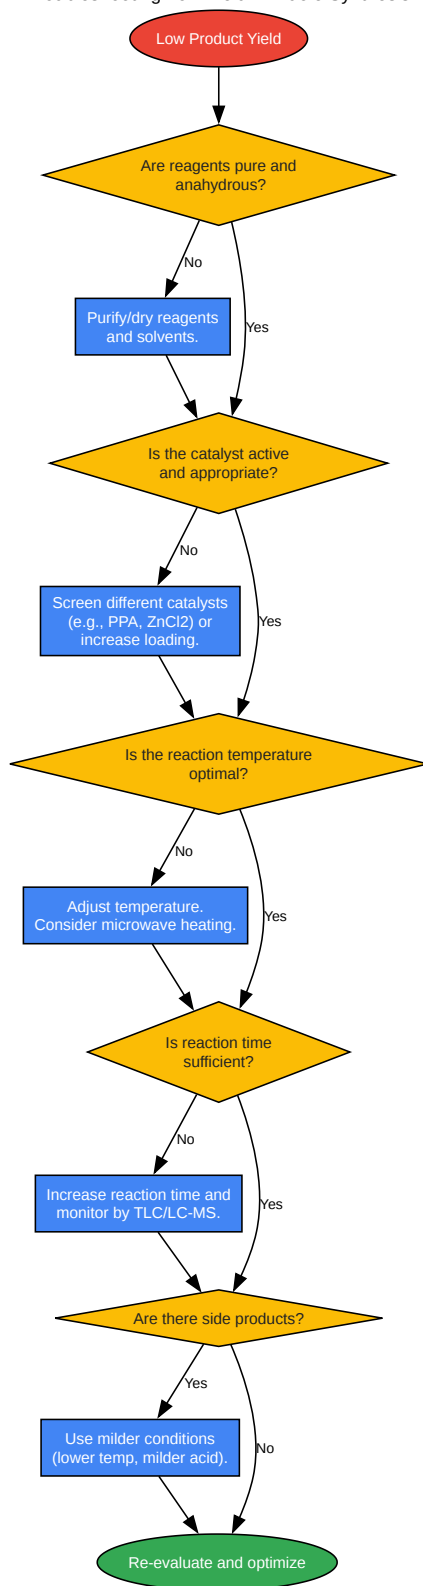 Low Product Yield
Are reagents pure and
anahydrous?
No
Yes
Purify/dry reagents
and solvents.
Is the catalyst active
and appropriate?
No
Yes
Screen different catalysts
(e.g., PPA, ZnCl2) or
increase loading.
Is the reaction temperature
optimal?
No
Yes
Adjust temperature.
Consider microwave heating.
Is reaction time
sufficient?
No
Yes
Increase reaction time and
monitor by TLC/LC-MS.
Are there side products?
Yes
No
Use milder conditions
(lower temp, milder acid).
Re-evaluate and optimize